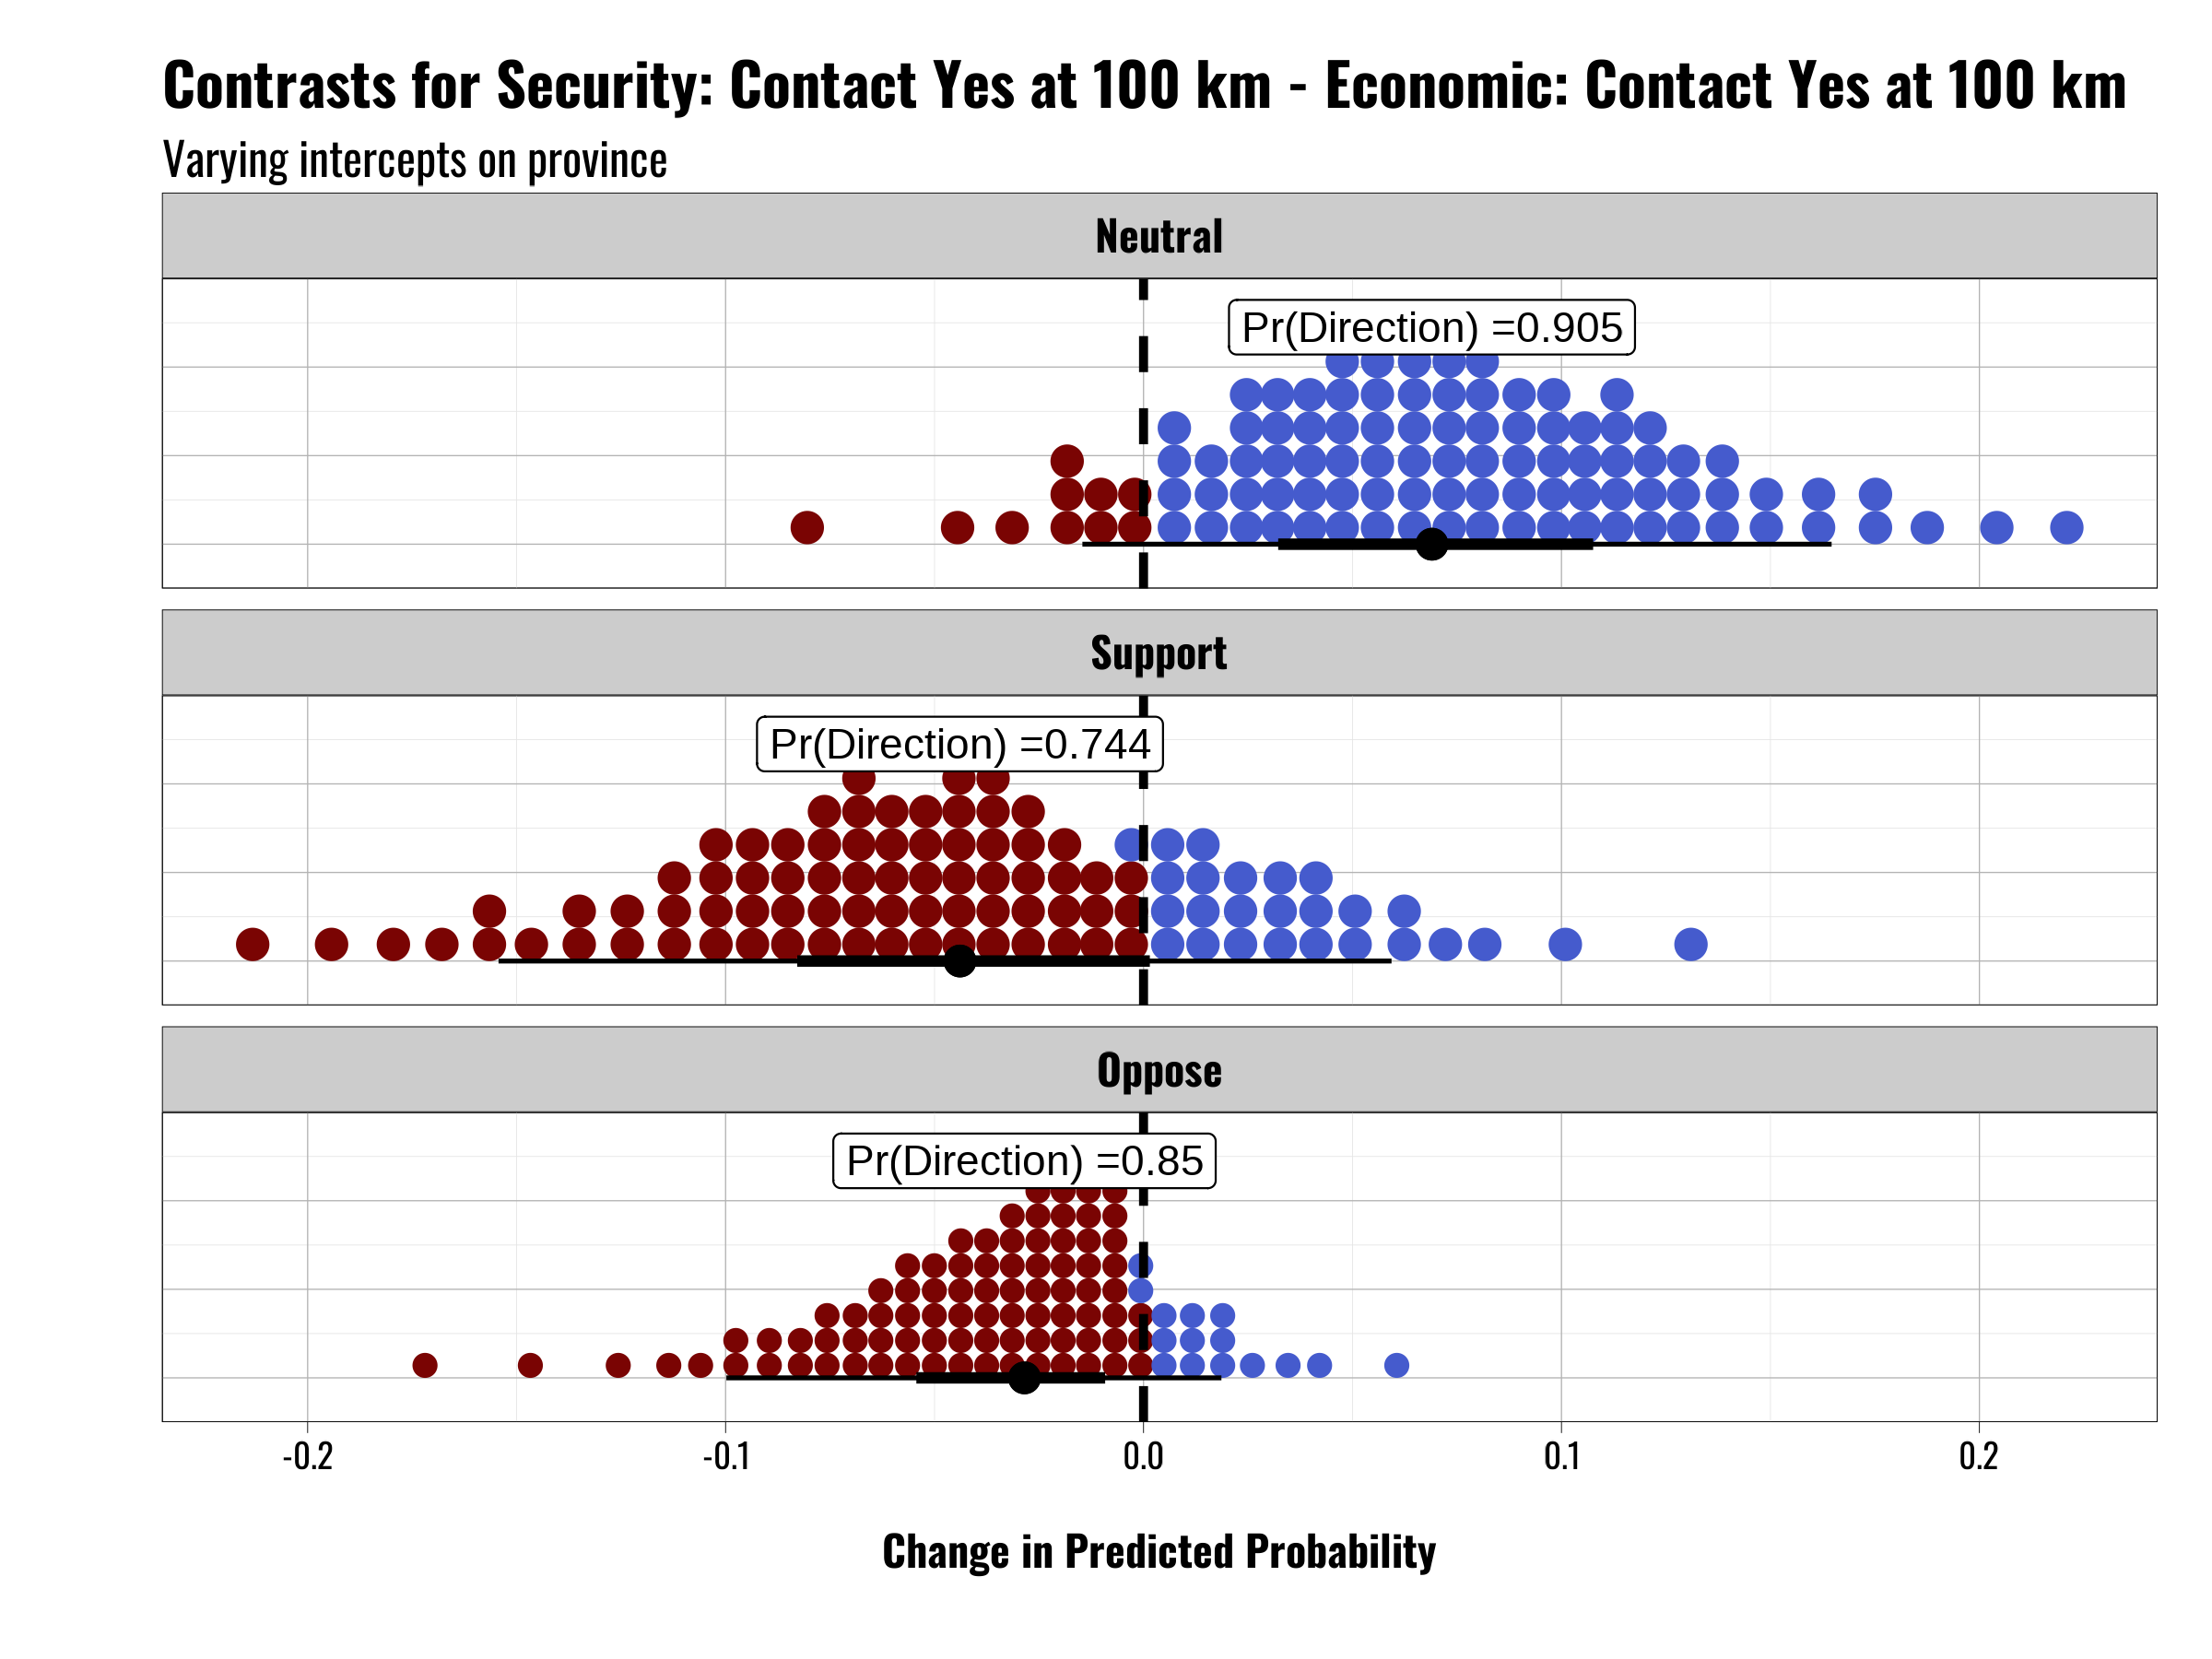 Contrasts for Security: Contact Yes at 100 km - Economic: Contact Yes at 100 km
Varying intercepts on province
Neutral
Pr(Direction) =0.905
Support
Pr(Direction) =0.744
Oppose
Pr(Direction) =0.85
-0.2 -0.1 0.0 0.1 0.2
Change in Predicted Probability